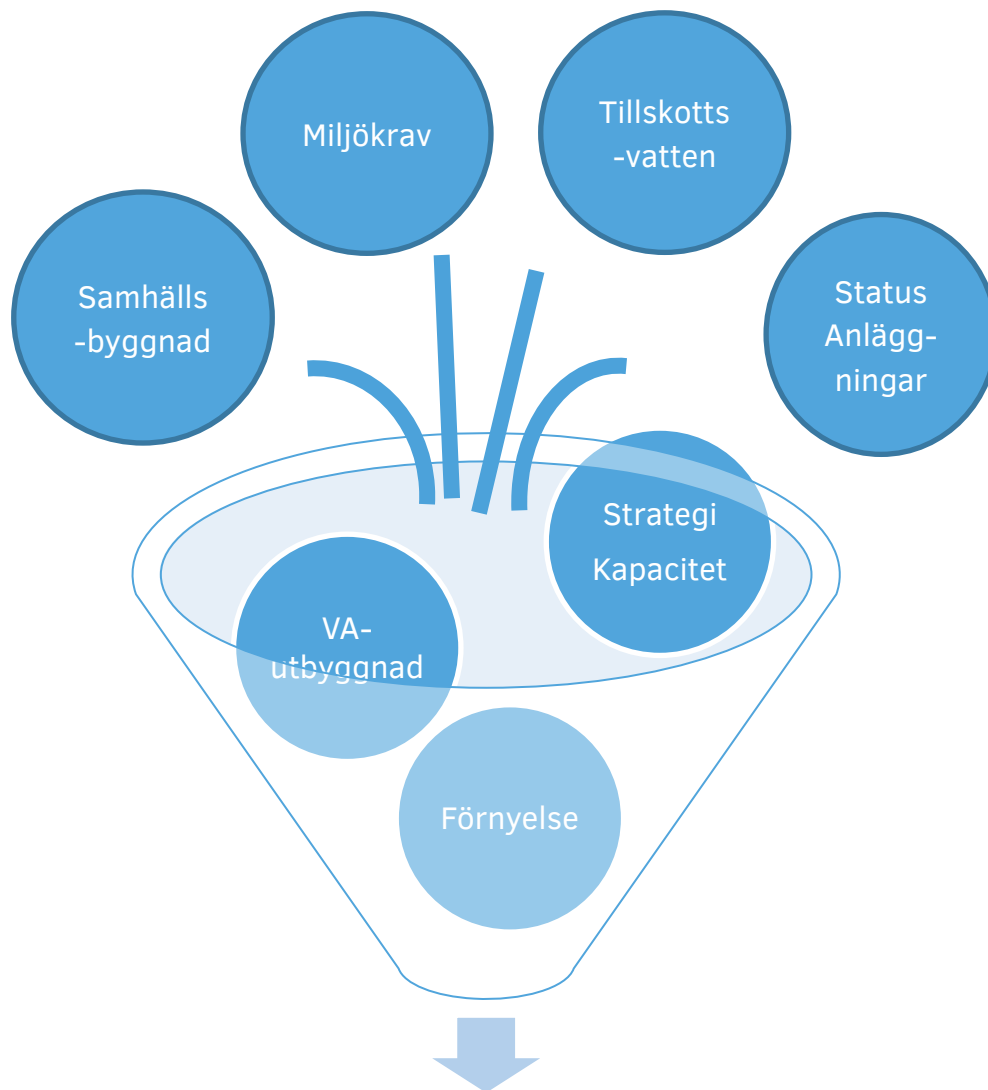 Miljökrav
Tillskotts
-vatten
Samhälls
-byggnad
Status
Anlägg-
ningar
Strategi
Kapacitet
VA-
utbyggnad
Förnyelse